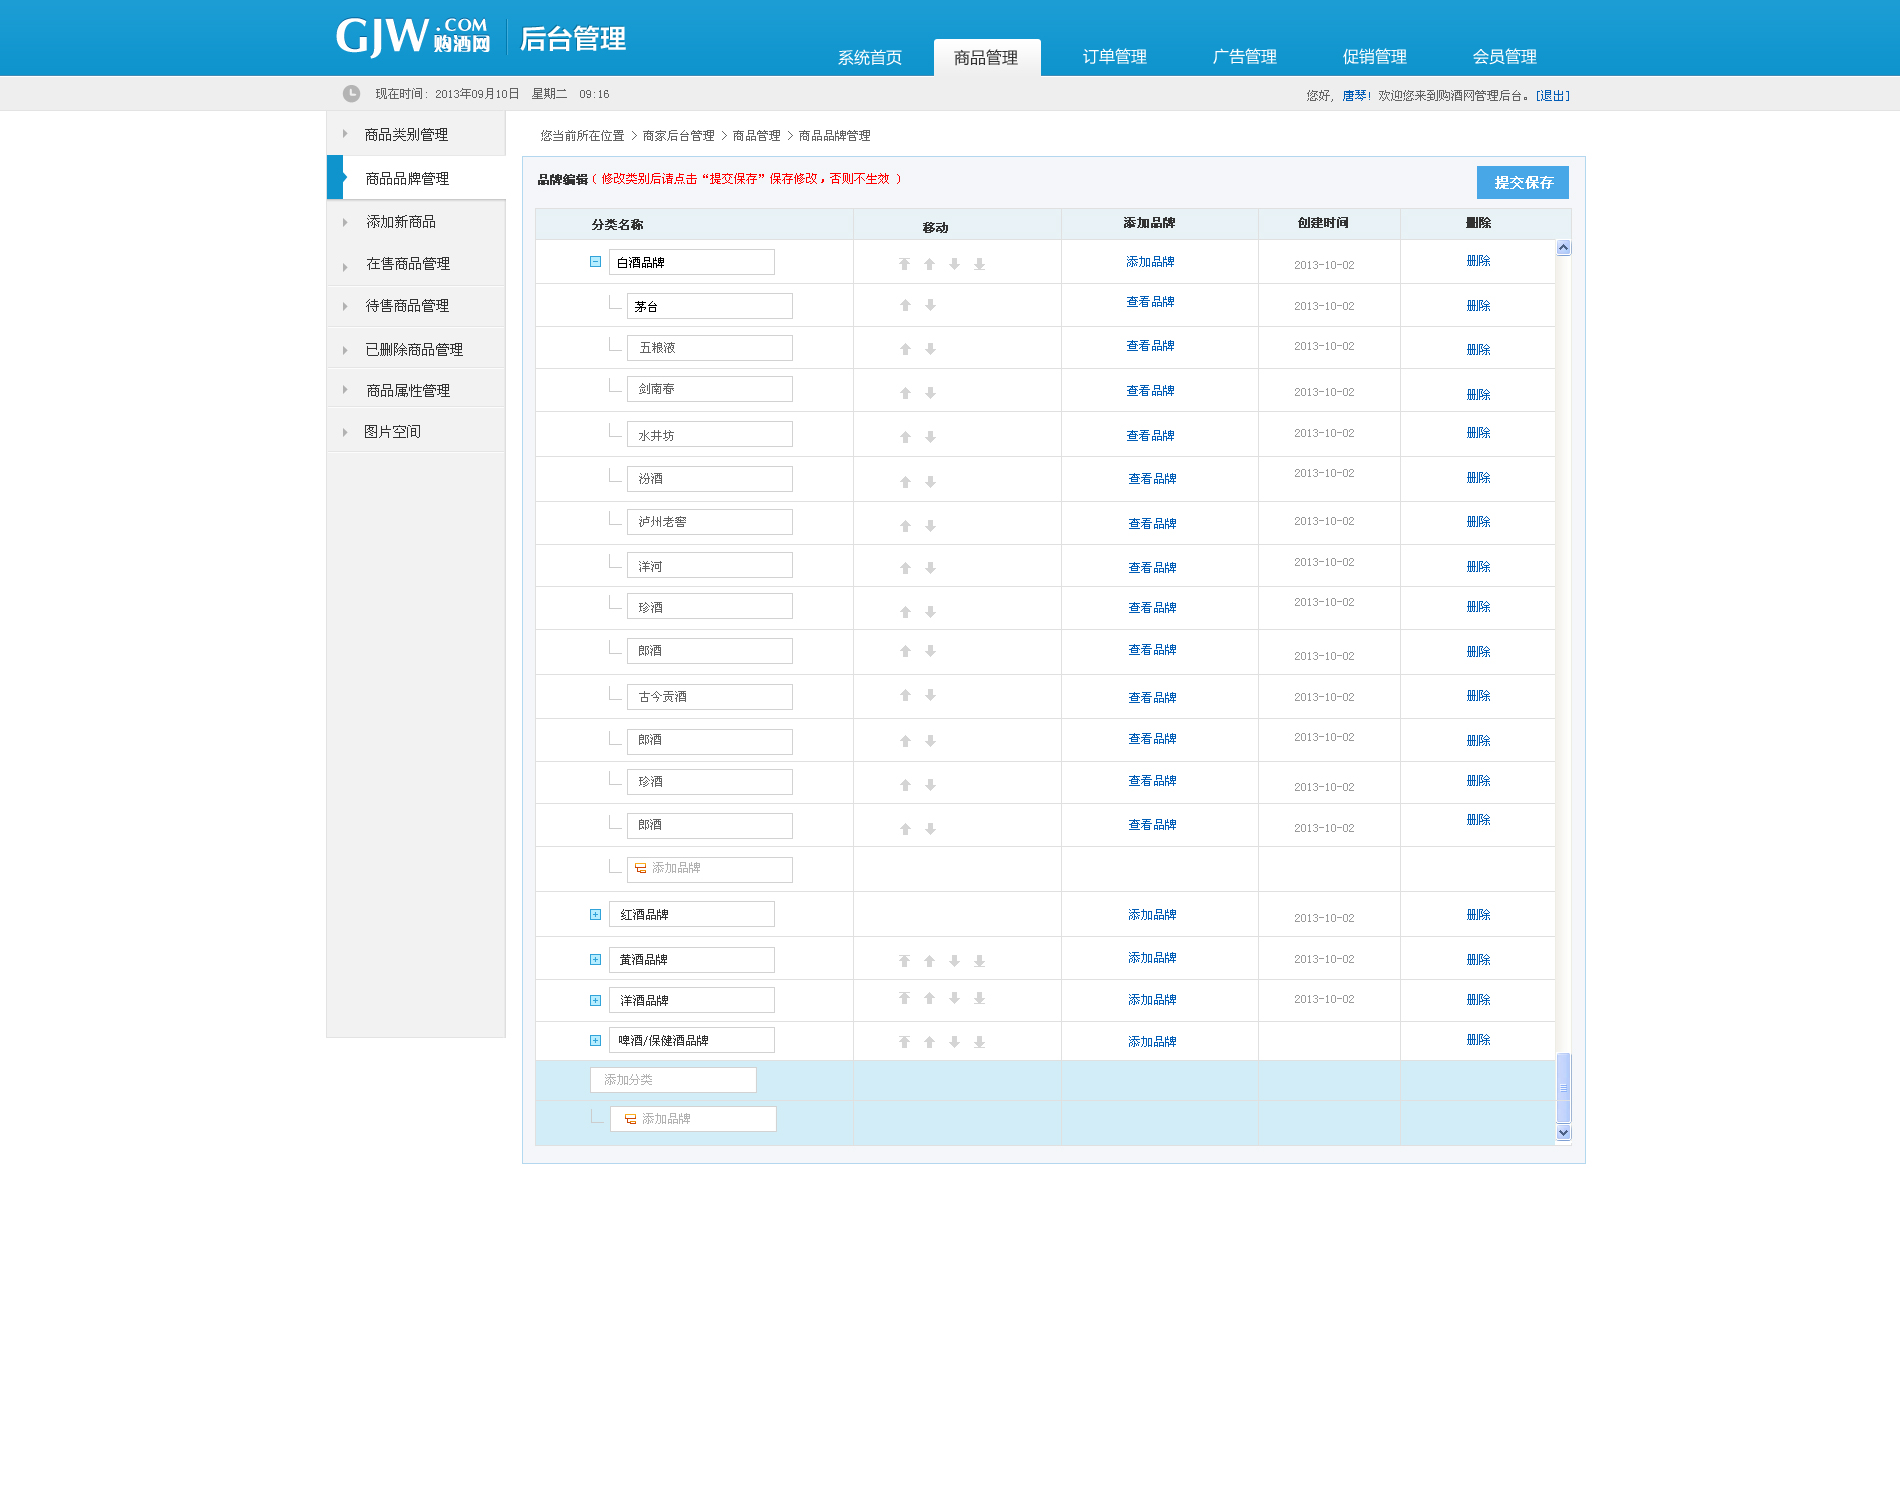 GJW.COM 购酒网 后台管理
系统首页 商品管理 订单管理 广告管理 促销管理 会员管理
现在时间：2013年09月10日 星期二 09:16
您好，唐琴！欢迎您来到购酒网管理后台。[退出]
商品类别管理
商品品牌管理
添加新商品
在售商品管理
待售商品管理
已删除商品管理
商品属性管理
图片空间
您当前所在位置 > 商家后台管理 > 商品管理 > 商品品牌管理
品牌编辑（ 修改类别后请点击“提交保存”保存修改，否则不生效 ）
提交保存
分类名称 移动 添加品牌 创建时间 删除
白酒品牌 添加品牌 2013-10-02 删除
茅台 查看品牌 2013-10-02 删除
五粮液 查看品牌 2013-10-02 删除
剑南春 查看品牌 2013-10-02 删除
水井坊 查看品牌 2013-10-02 删除
汾酒 查看品牌 2013-10-02 删除
泸州老窖 查看品牌 2013-10-02 删除
洋河 查看品牌 2013-10-02 删除
珍酒 查看品牌 2013-10-02 删除
郎酒 查看品牌 2013-10-02 删除
古今贡酒 查看品牌 2013-10-02 删除
郎酒 查看品牌 2013-10-02 删除
珍酒 查看品牌 2013-10-02 删除
郎酒 查看品牌 2013-10-02 删除
添加品牌
红酒品牌 添加品牌 2013-10-02 删除
黄酒品牌 添加品牌 2013-10-02 删除
洋酒品牌 添加品牌 2013-10-02 删除
啤酒/保健酒品牌 添加品牌 删除
添加分类
添加品牌